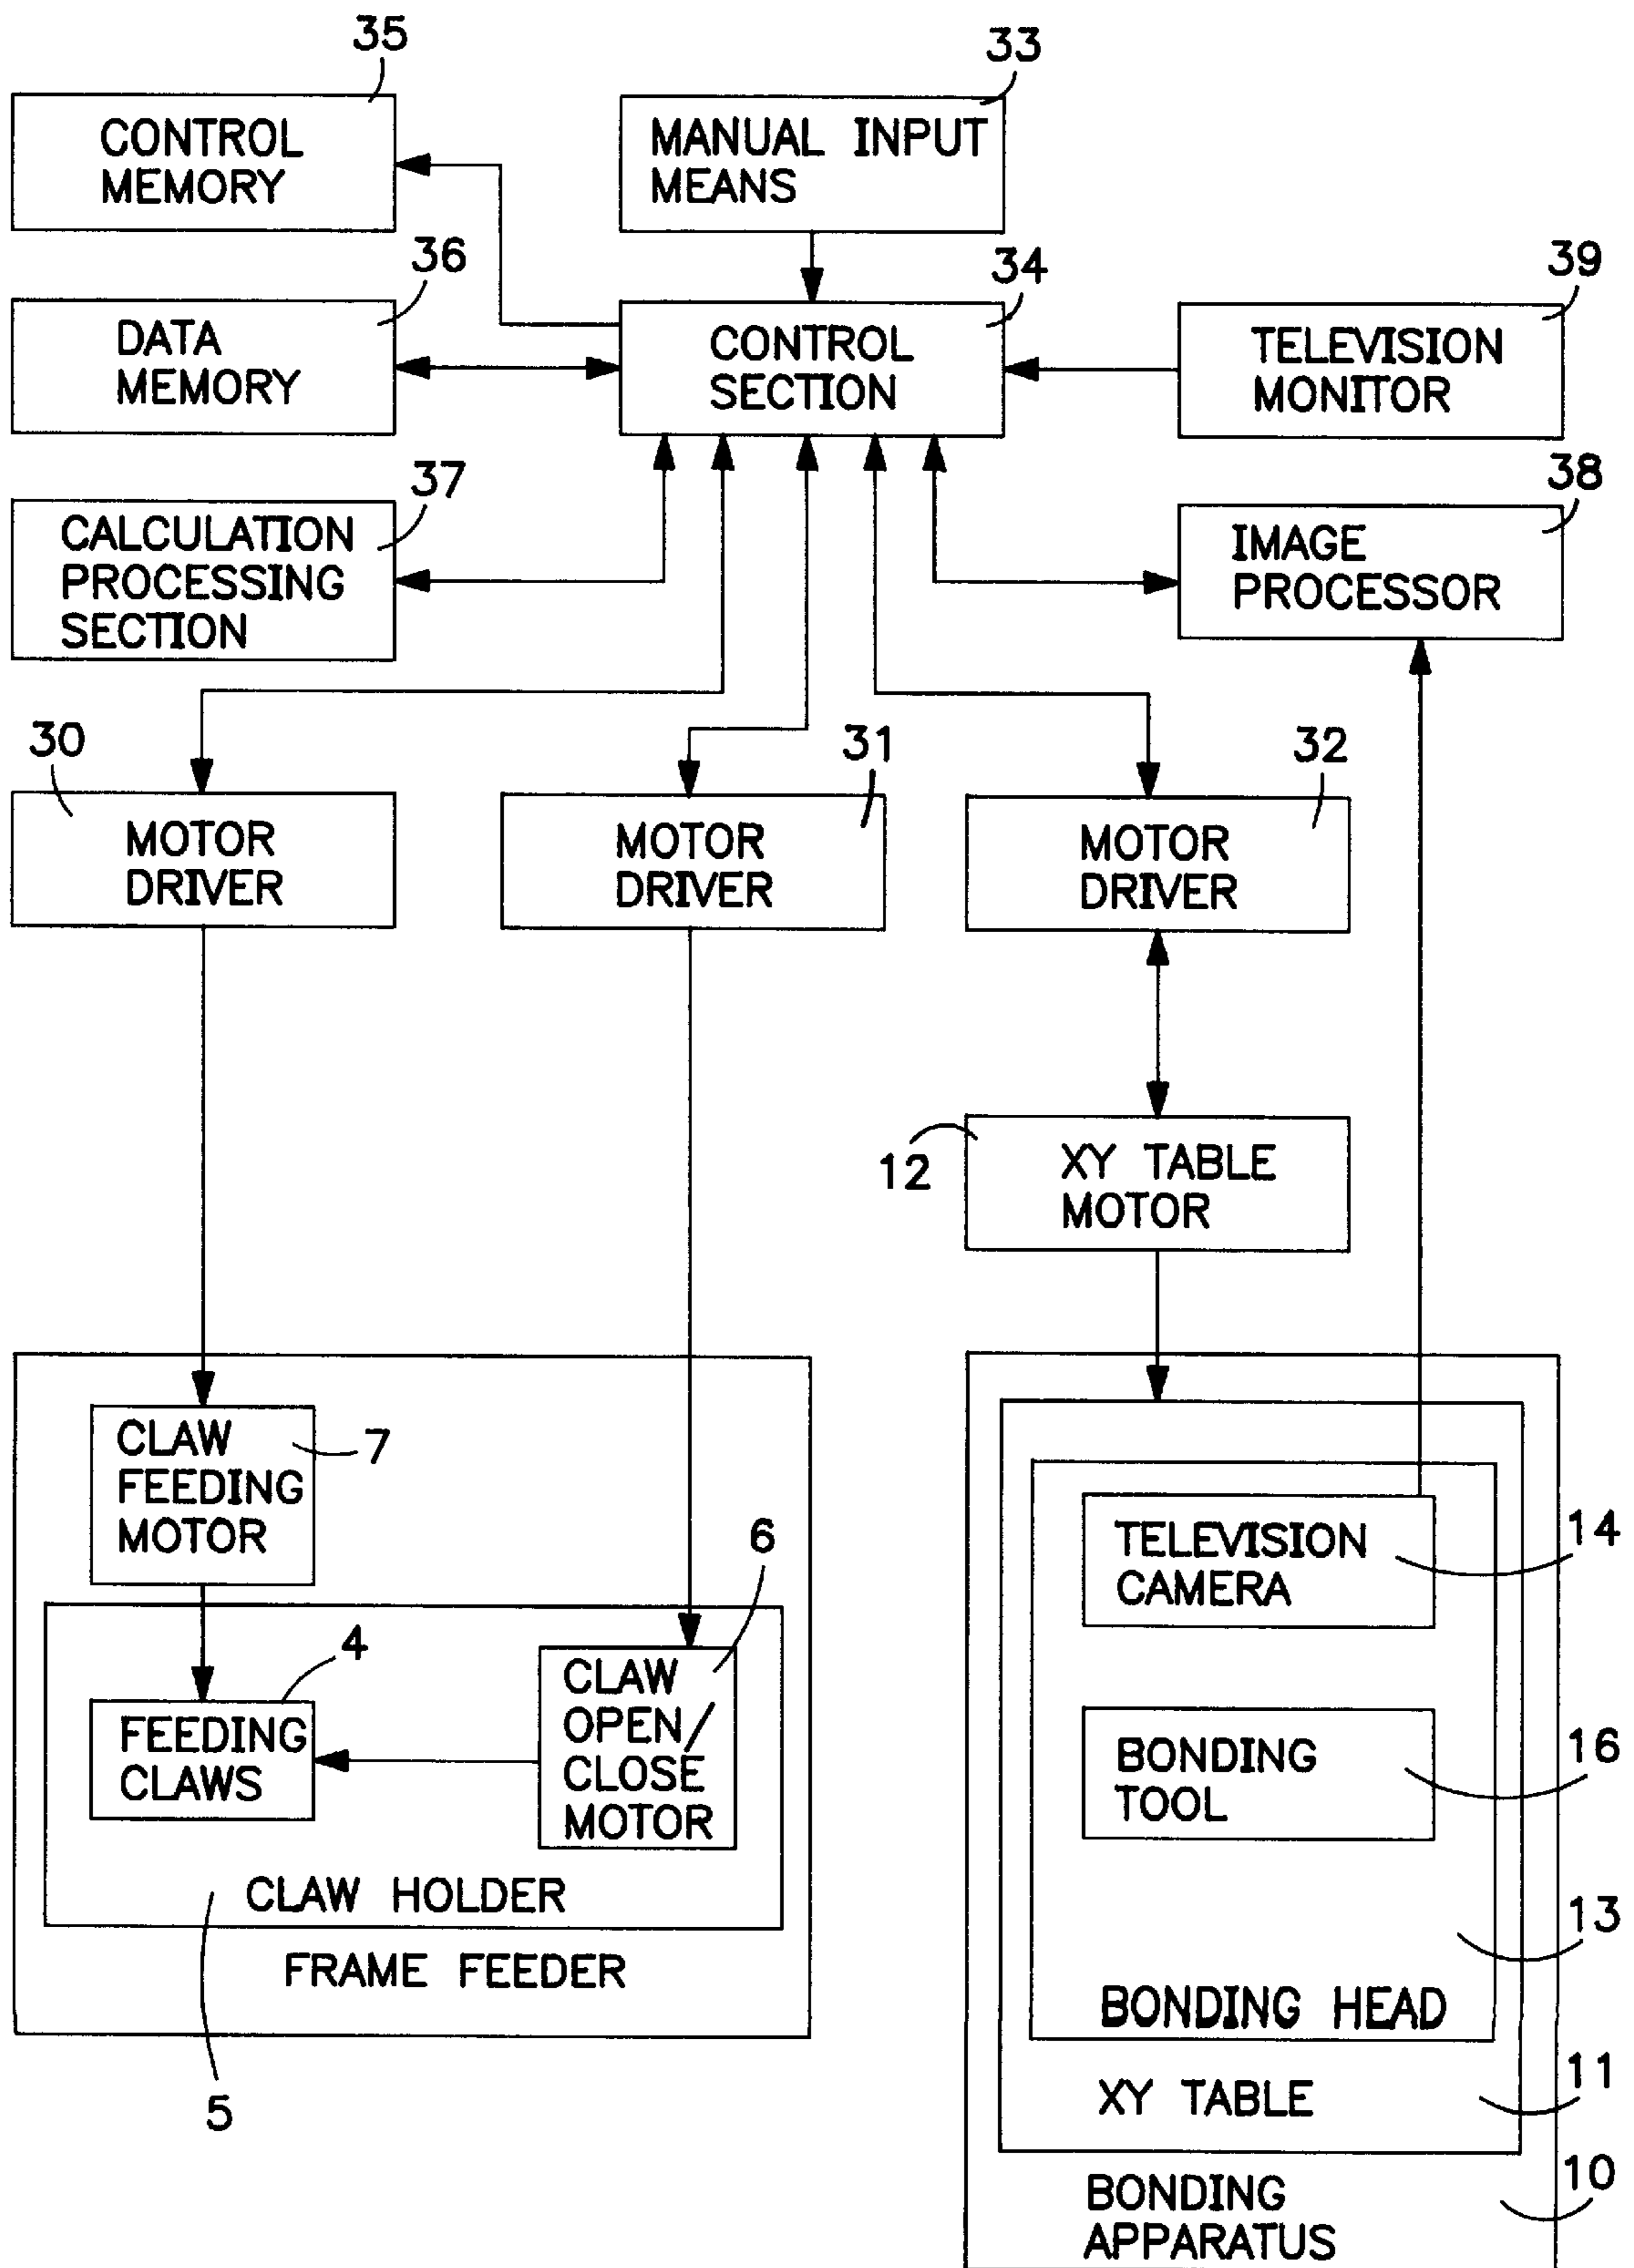 35
33
CONTROL
MEMORY
MANUAL INPUT
MEANS
36
34
39
DATA
MEMORY
CONTROL
SECTION
TELEVISION
MONITOR
37
38
CALCULATION
PROCESSING
SECTION
IMAGE
PROCESSOR
30
31
32
MOTOR
DRIVER
MOTOR
DRIVER
MOTOR
DRIVER
12
XY TABLE
MOTOR
CLAW
FEEDING
MOTOR
7
6
4
FEEDING
CLAWS
CLAW
OPEN/
CLOSE
MOTOR
CLAW HOLDER
FRAME FEEDER
5
TELEVISION
CAMERA
14
BONDING
TOOL
16
13
BONDING HEAD
XY TABLE
11
10
BONDING
APPARATUS